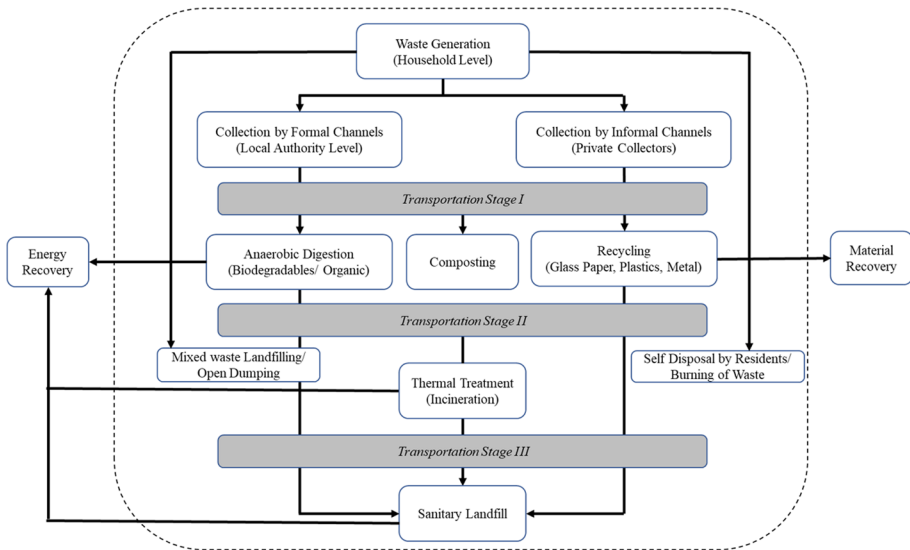 Waste Generation
(Household Level)
Collection by Formal Channels
(Local Authority Level)
Collection by Informal Channels
(Private Collectors)
Transportation Stage I
Energy
Recovery
Anaerobic Digestion
(Biodegradables/ Organic)
Composting
Recycling
(Glass Paper, Plastics, Metal)
Material
Recovery
Transportation Stage II
Mixed waste Landfilling/
Open Dumping
Self Disposal by Residents/
Burning of Waste
Thermal Treatment
(Incineration)
Transportation Stage III
Sanitary Landfill